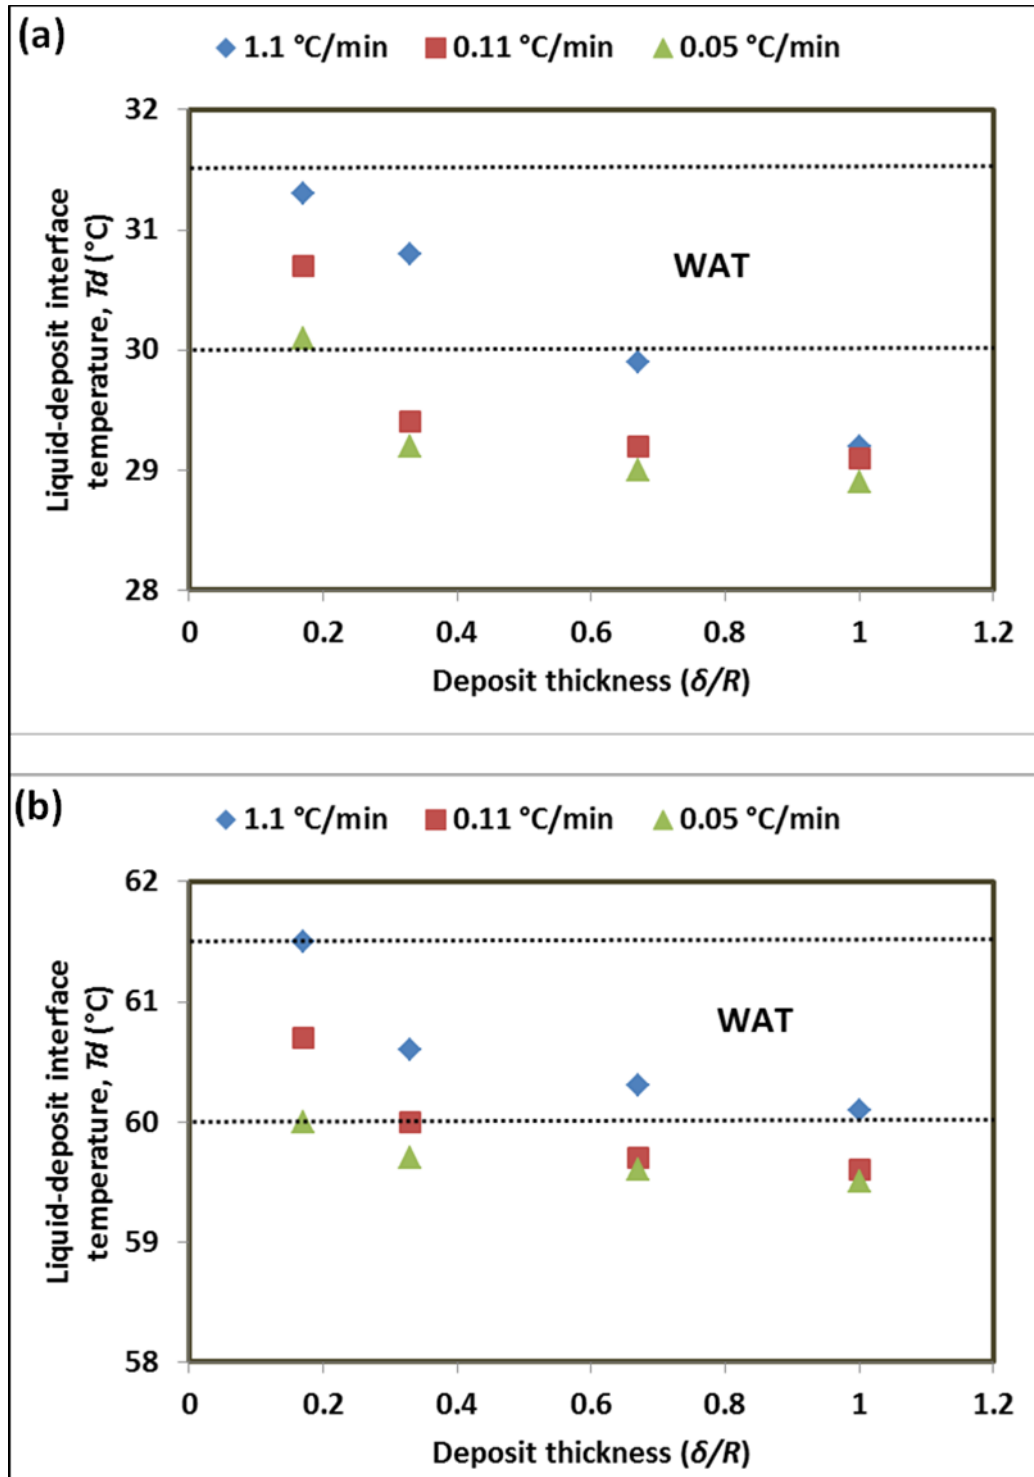 (a)
1.1 °C/min 0.11 °C/min 0.05 °C/min
32
31
30
29
28
Liquid-deposit interface
temperature, Td (°C)
WAT
0 0.2 0.4 0.6 0.8 1 1.2
Deposit thickness (δ/R)
(b)
1.1 °C/min 0.11 °C/min 0.05 °C/min
62
61
60
59
58
Liquid-deposit interface
temperature, Td (°C)
WAT
0 0.2 0.4 0.6 0.8 1 1.2
Deposit thickness (δ/R)